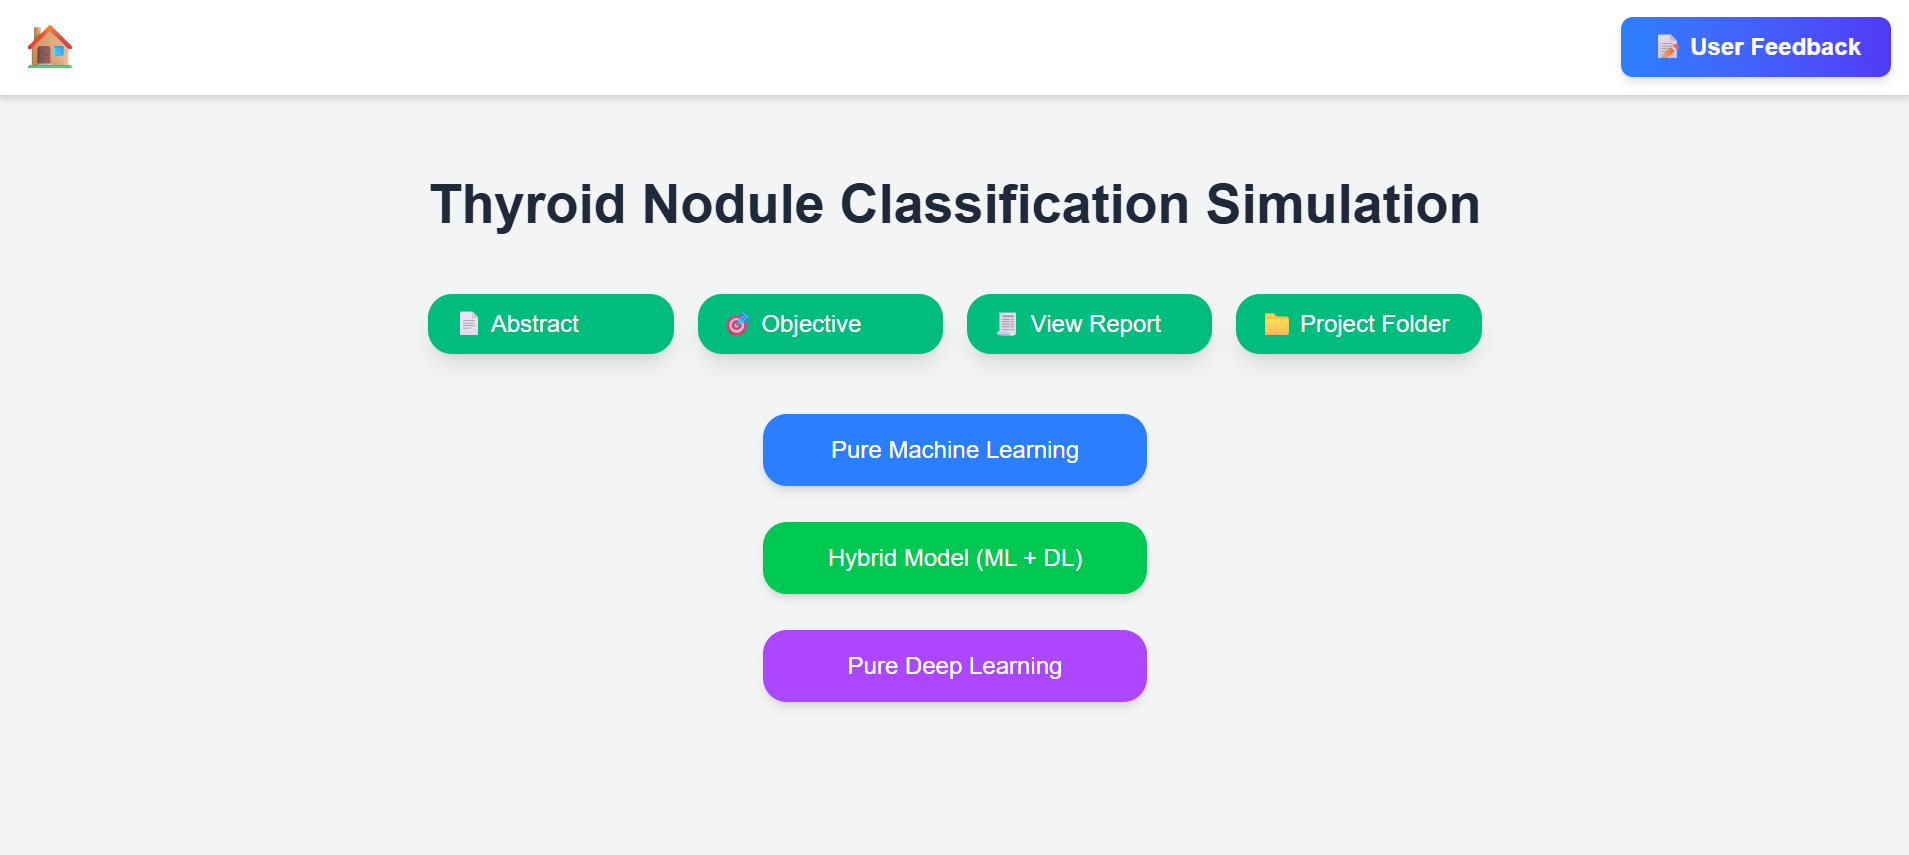 User Feedback
Thyroid Nodule Classification Simulation
Abstract
Objective
View Report
Project Folder
Pure Machine Learning
Hybrid Model (ML + DL)
Pure Deep Learning